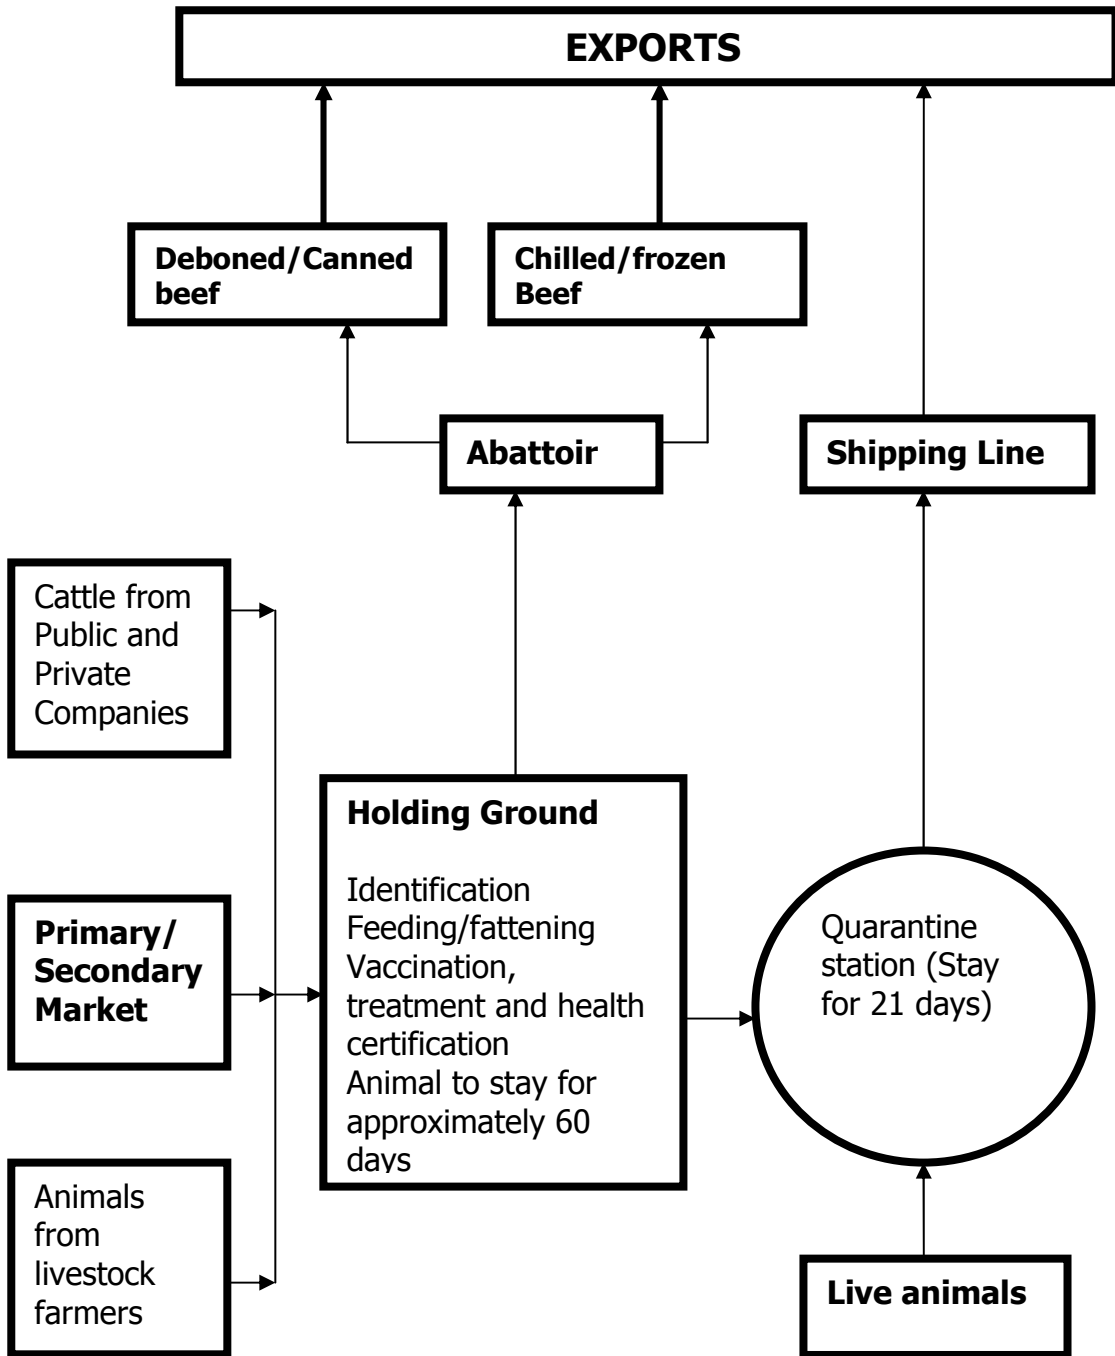 EXPORTS
Deboned/Canned
beef
Chilled/frozen
Beef
Abattoir
Shipping Line
Cattle from
Public and
Private
Companies
Holding Ground
Identification
Feeding/fattening
Vaccination,
treatment and health
certification
Animal to stay for
approximately 60
days
Primary/
Secondary
Market
Quarantine
station (Stay
for 21 days)
Animals
from
livestock
farmers
Live animals